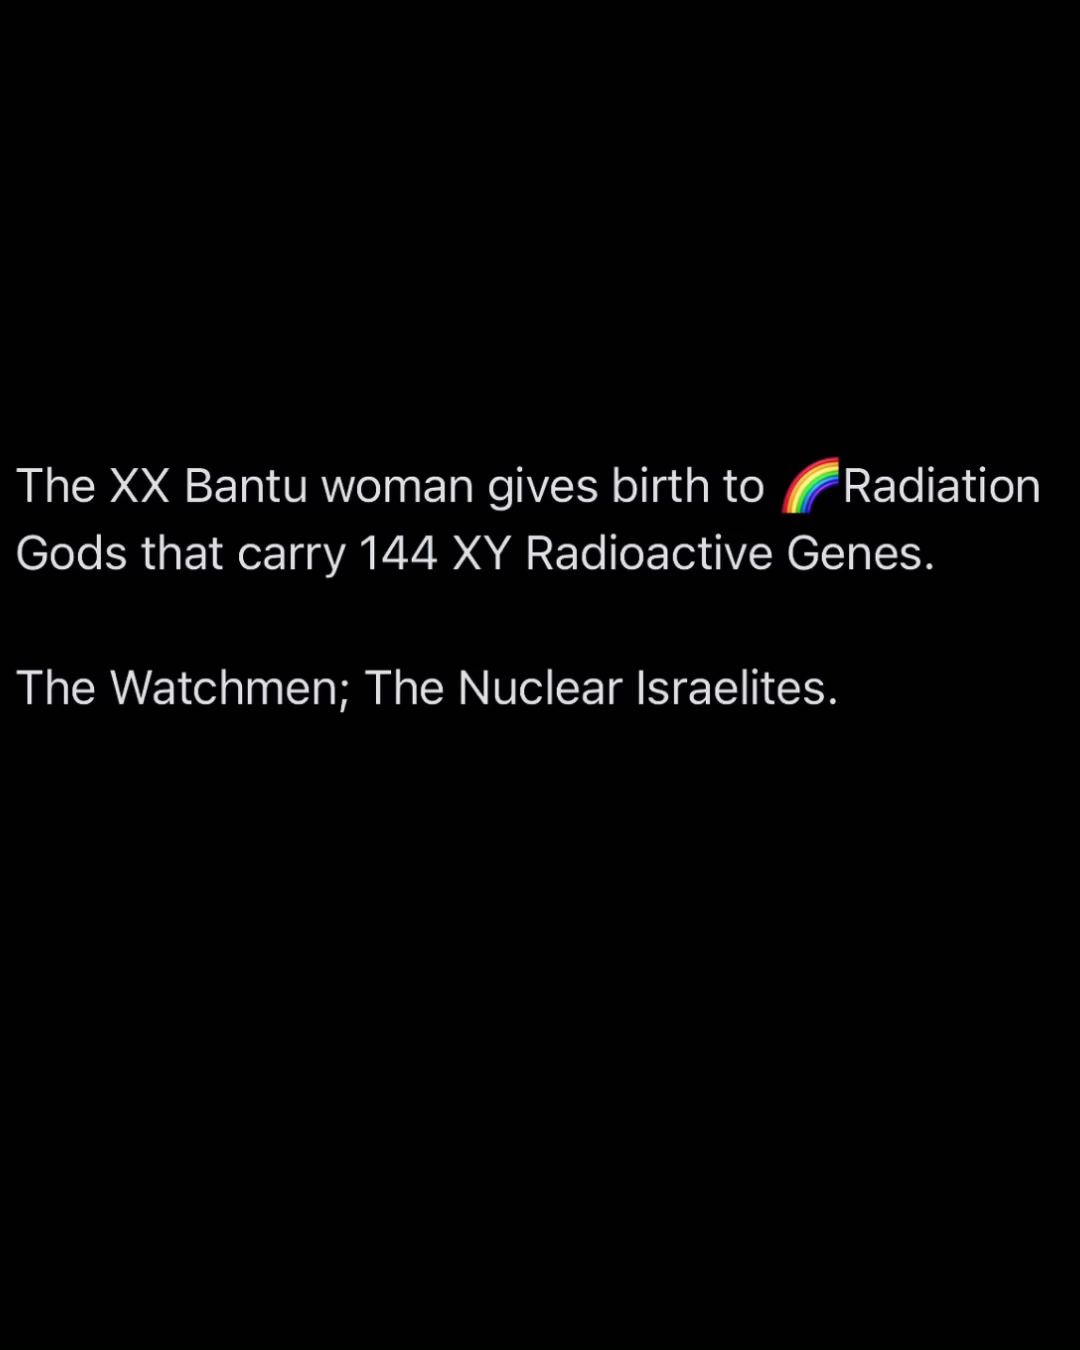 The XX Bantu woman gives birth to 🌈Radiation
Gods that carry 144 XY Radioactive Genes.
The Watchmen; The Nuclear Israelites.